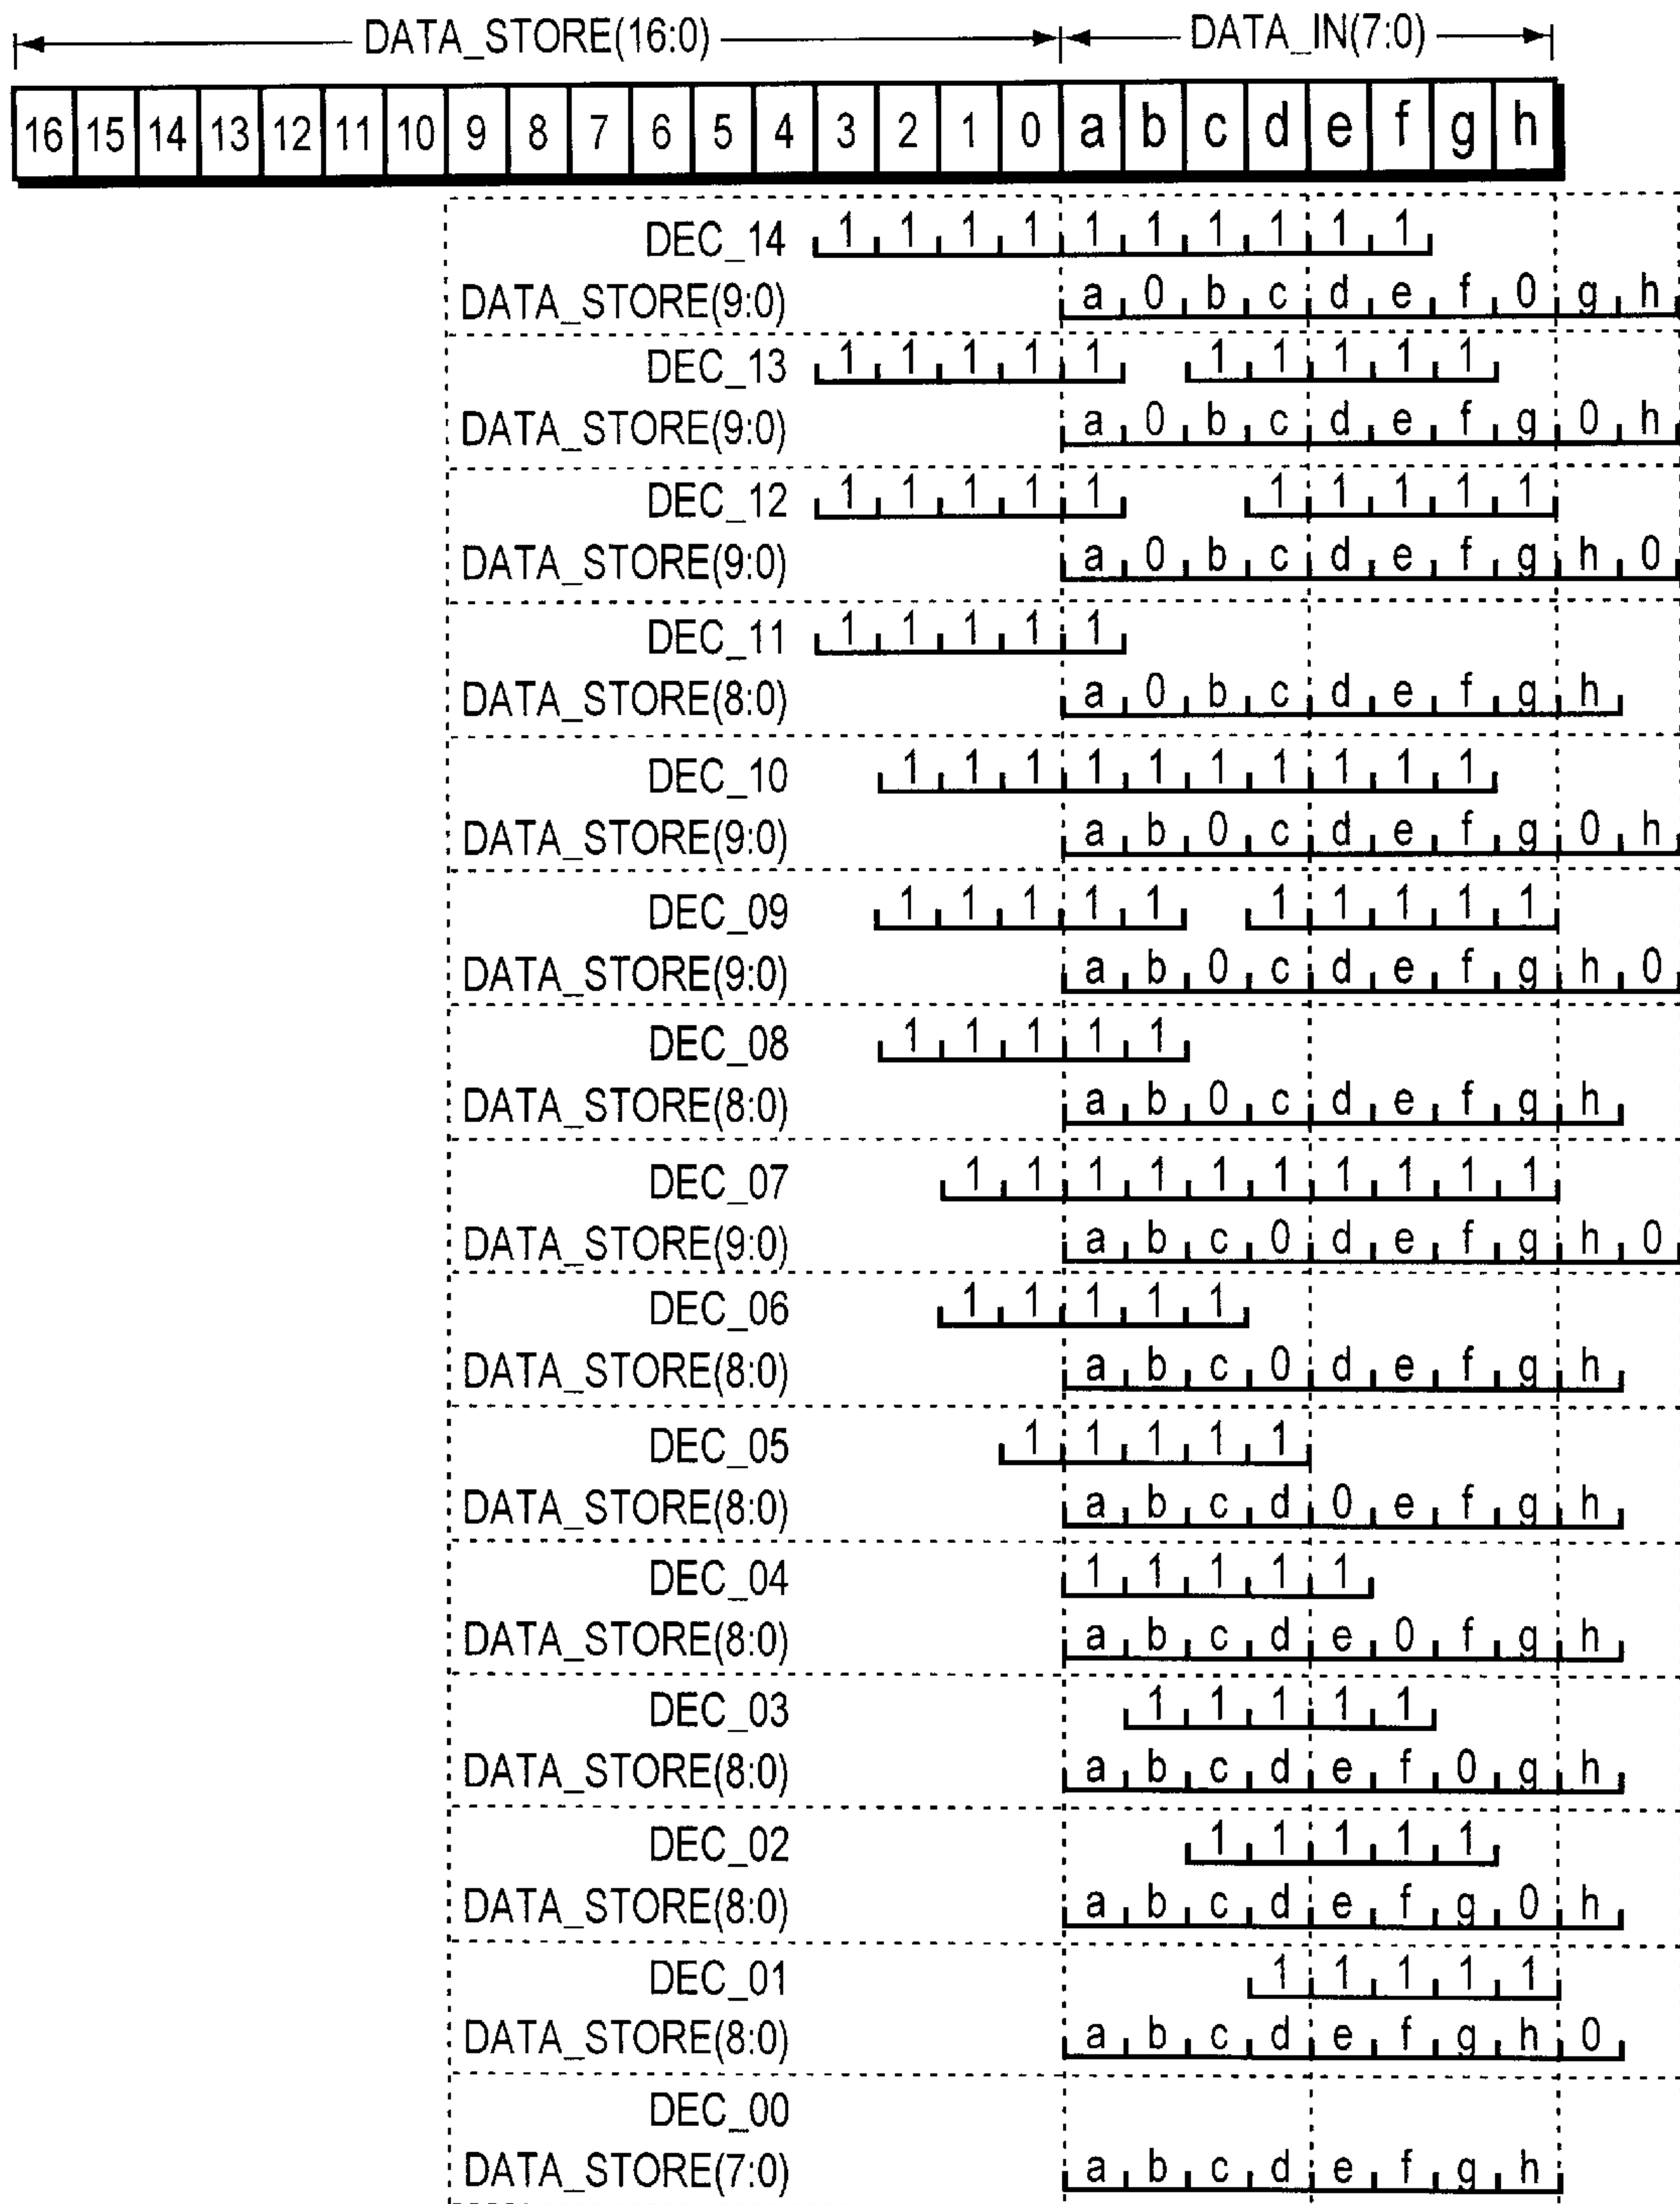 DATA_STORE(16:0) DATA_IN(7:0)
16 15 14 13 12 11 10 9 8 7 6 5 4 3 2 1 0 a b c d e f g h
DEC_14 1 1 1 1 1 1 1 1 1 1
DATA_STORE(9:0) a 0 b c d e f 0 g h
DEC_13 1 1 1 1 1 1 1 1 1 1
DATA_STORE(9:0) a 0 b c d e f g 0 h
DEC_12 1 1 1 1 1 1 1 1 1 1
DATA_STORE(9:0) a 0 b c d e f g h 0
DEC_11 1 1 1 1 1
DATA_STORE(8:0) a 0 b c d e f g h
DEC_10 1 1 1 1 1 1 1 1 1 1
DATA_STORE(9:0) a b 0 c d e f g 0 h
DEC_09 1 1 1 1 1 1 1 1 1 1
DATA_STORE(9:0) a b 0 c d e f g h 0
DEC_08 1 1 1 1 1
DATA_STORE(8:0) a b 0 c d e f g h
DEC_07 1 1 1 1 1 1 1 1 1 1
DATA_STORE(9:0) a b c 0 d e f g h 0
DEC_06 1 1 1 1 1
DATA_STORE(8:0) a b c 0 d e f g h
DEC_05 1 1 1 1 1
DATA_STORE(8:0) a b c d 0 e f g h
DEC_04 1 1 1 1 1
DATA_STORE(8:0) a b c d e 0 f g h
DEC_03 1 1 1 1 1
DATA_STORE(8:0) a b c d e f 0 g h
DEC_02 1 1 1 1 1
DATA_STORE(8:0) a b c d e f g 0 h
DEC_01 1 1 1 1 1
DATA_STORE(8:0) a b c d e f g h 0
DEC_00
DATA_STORE(7:0) a b c d e f g h